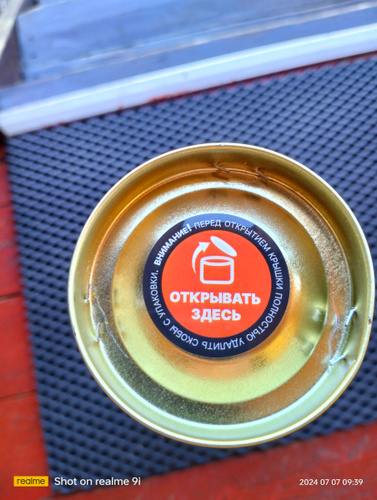 ВНИМАНИЕ! ПЕРЕД ОТКРЫТИЕМ КРЫШКИ ПОЛНОСТЬЮ УДАЛИТЬ СКОБЫ С УПАКОВКИ.
ОТКРЫВАТЬ
ЗДЕСЬ
realme Shot on realme 9i
2024 07 07 09:39